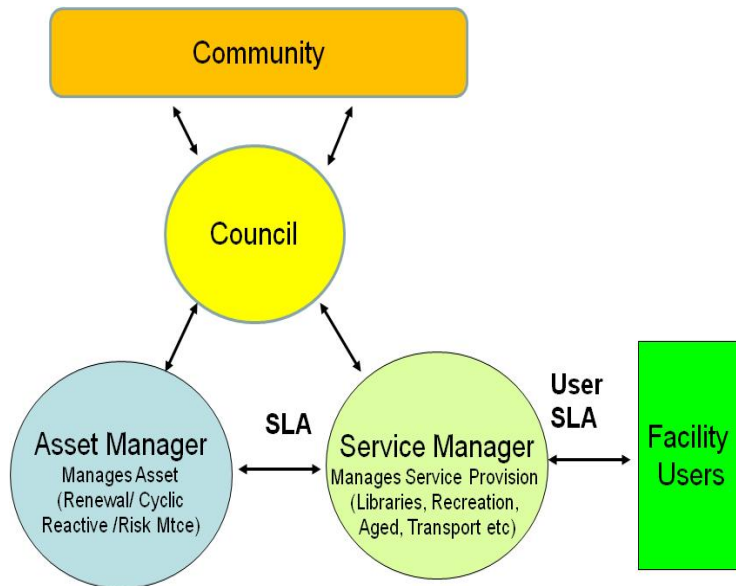 Community
Council
Asset Manager
Manages Asset
(Renewal/ Cyclic
Reactive /Risk Mtce)
SLA
Service Manager
Manages Service Provision
(Libraries, Recreation,
Aged, Transport etc)
User
SLA
Facility
Users